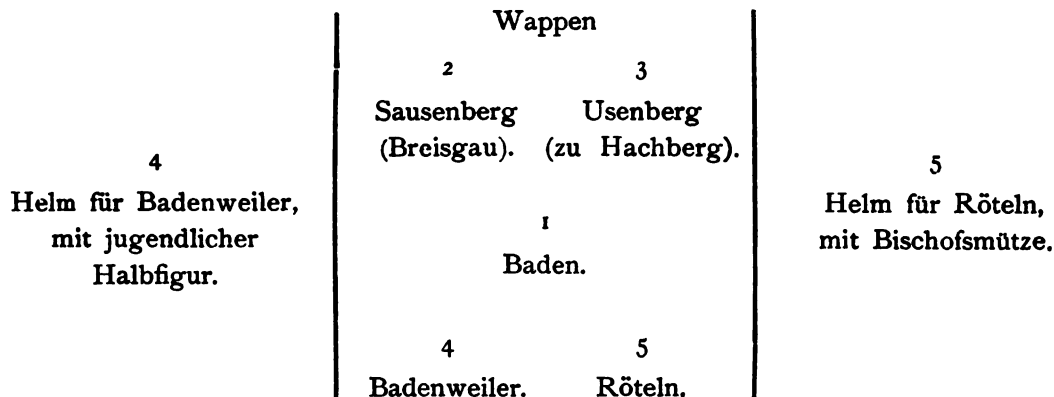 Wappen
2 3
Sausenberg Usenberg
(Breisgau). (zu Hachberg).
4
Helm für Badenweiler,
mit jugendlicher
Halbfigur.
1
Baden.
4 5
Badenweiler. Röteln.
5
Helm für Röteln,
mit Bischofsmütze.